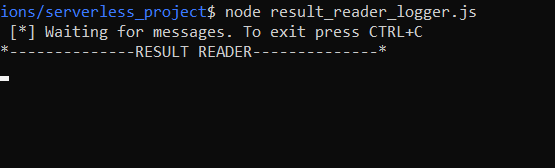 ions/serverless_project$ node result_reader_logger.js
[*] Waiting for messages. To exit press CTRL+C
*--------------RESULT READER--------------*